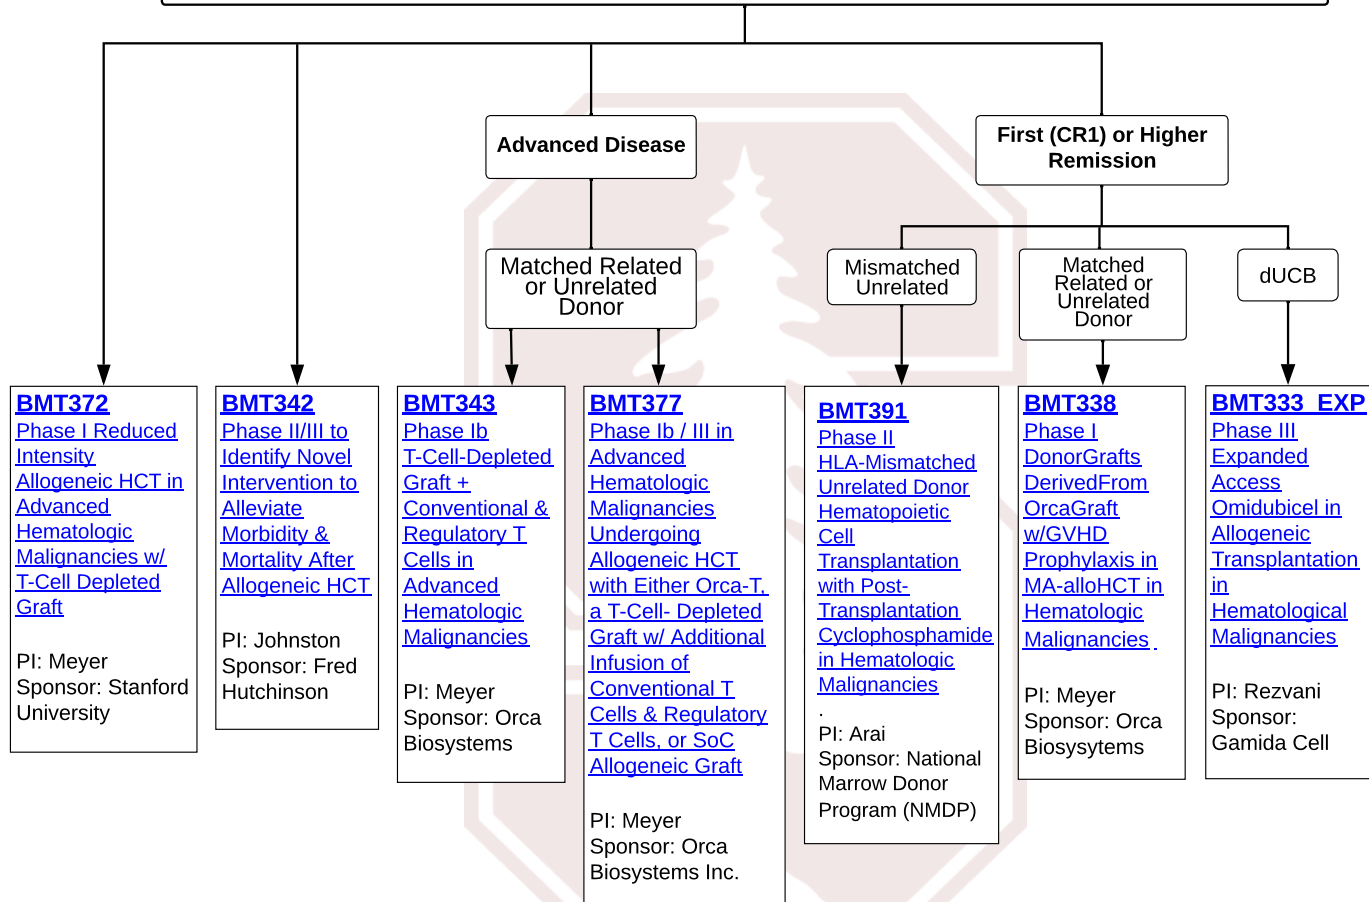 Advanced Disease
First (CR1) or Higher
Remission
Matched Related
or Unrelated
Donor
Mismatched
Unrelated
Matched
Related or
Unrelated
Donor
dUCB
BMT372
Phase I Reduced
Intensity
Allogeneic HCT in
Advanced
Hematologic
Malignancies w/
T-Cell Depleted
Graft
PI: Meyer
Sponsor: Stanford
University
BMT342
Phase II/III to
Identify Novel
Intervention to
Alleviate
Morbidity &
Mortality After
Allogeneic HCT
PI: Johnston
Sponsor: Fred
Hutchinson
BMT343
Phase Ib
T-Cell-Depleted
Graft +
Conventional &
Regulatory T
Cells in
Advanced
Hematologic
Malignancies
PI: Meyer
Sponsor: Orca
Biosystems
BMT377
Phase Ib / III in
Advanced
Hematologic
Malignancies
Undergoing
Allogeneic HCT
with Either Orca-T,
a T-Cell- Depleted
Graft w/ Additional
Infusion of
Conventional T
Cells & Regulatory
T Cells, or SoC
Allogeneic Graft
PI: Meyer
Sponsor: Orca
Biosystems Inc.
BMT391
Phase II
HLA-Mismatched
Unrelated Donor
Hematopoietic
Cell
Transplantation
with Post-
Transplantation
Cyclophosphamide
in Hematologic
Malignancies
.
PI: Arai
Sponsor: National
Marrow Donor
Program (NMDP)
BMT338
Phase I
DonorGrafts
DerivedFrom
OrcaGraft
w/GVHD
Prophylaxis in
MA-alloHCT in
Hematologic
Malignancies .
PI: Meyer
Sponsor: Orca
Biosysytems
BMT333_EXP
Phase III
Expanded
Access
Omidubicel in
Allogeneic
Transplantation
in
Hematological
Malignancies
PI: Rezvani
Sponsor:
Gamida Cell